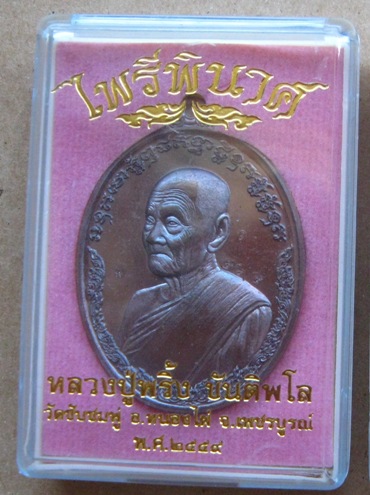 ไพรีพินาศ
หลวงปู่พริ้ง ขันติพโล
วัดซับชมพู่ อ.หนองไผ่ จ.เพชรบูรณ์
พ.ศ.๒๕๕๙